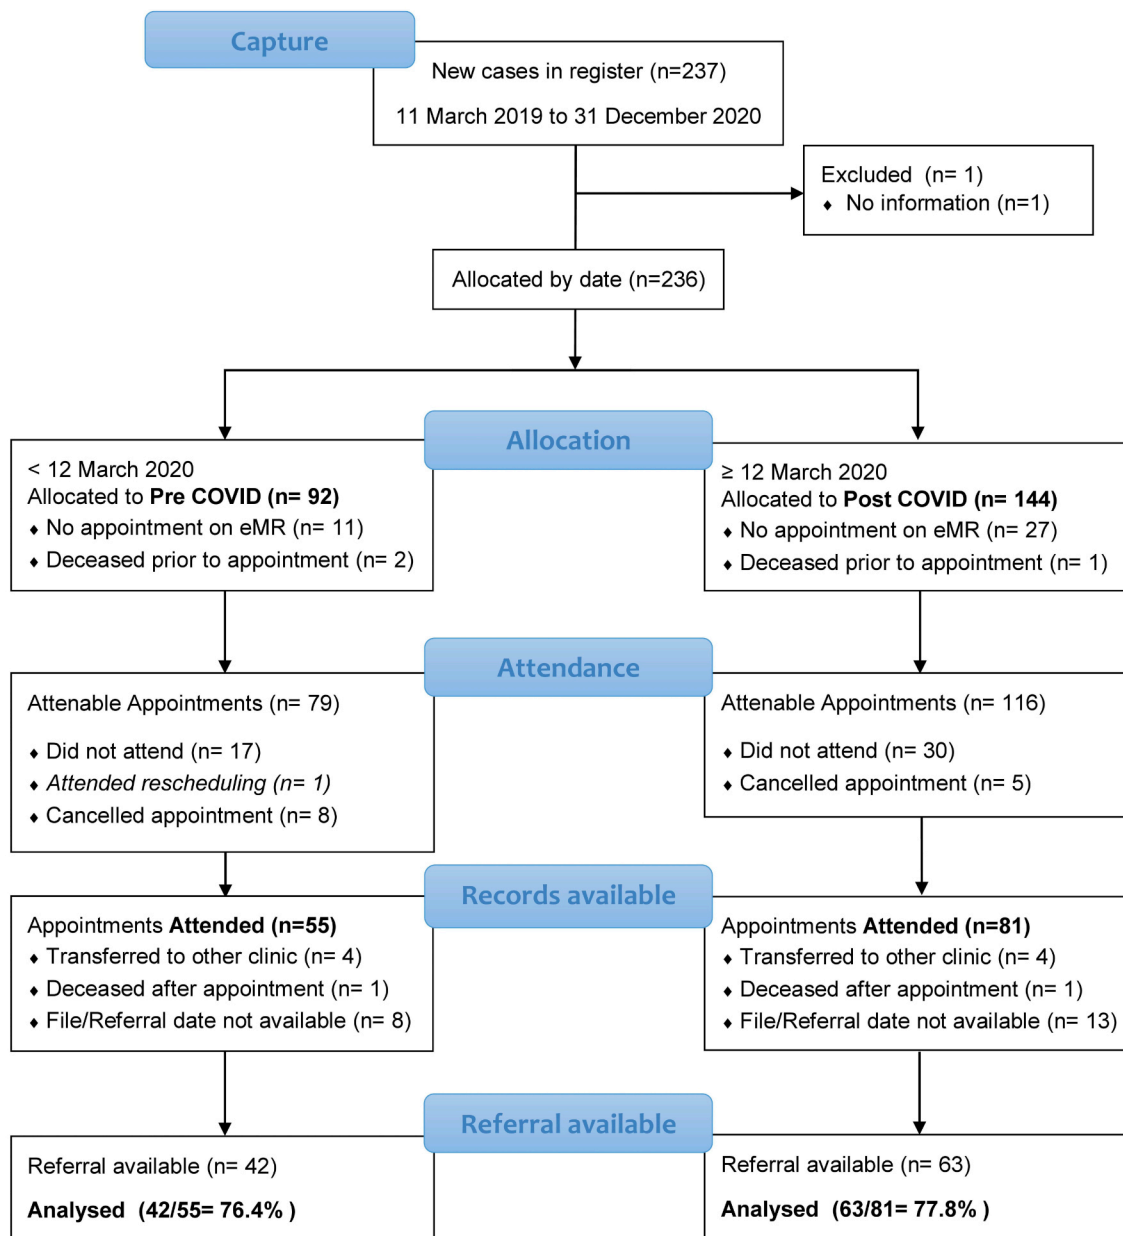 Capture
New cases in register (n=237)
11 March 2019 to 31 December 2020
Excluded (n= 1)
♦ No information (n=1)
Allocated by date (n=236)
Allocation
< 12 March 2020
Allocated to Pre COVID (n= 92)
♦ No appointment on eMR (n= 11)
♦ Deceased prior to appointment (n= 2)
≥ 12 March 2020
Allocated to Post COVID (n= 144)
♦ No appointment on eMR (n= 27)
♦ Deceased prior to appointment (n= 1)
Attendance
Attenable Appointments (n= 79)
♦ Did not attend (n= 17)
♦ Attended rescheduling (n= 1)
♦ Cancelled appointment (n= 8)
Attenable Appointments (n= 116)
♦ Did not attend (n= 30)
♦ Cancelled appointment (n= 5)
Records available
Appointments Attended (n=55)
♦ Transferred to other clinic (n= 4)
♦ Deceased after appointment (n= 1)
♦ File/Referral date not available (n= 8)
Appointments Attended (n=81)
♦ Transferred to other clinic (n= 4)
♦ Deceased after appointment (n= 1)
♦ File/Referral date not available (n= 13)
Referral available
Referral available (n= 42)
Analysed (42/55= 76.4% )
Referral available (n= 63)
Analysed (63/81= 77.8% )